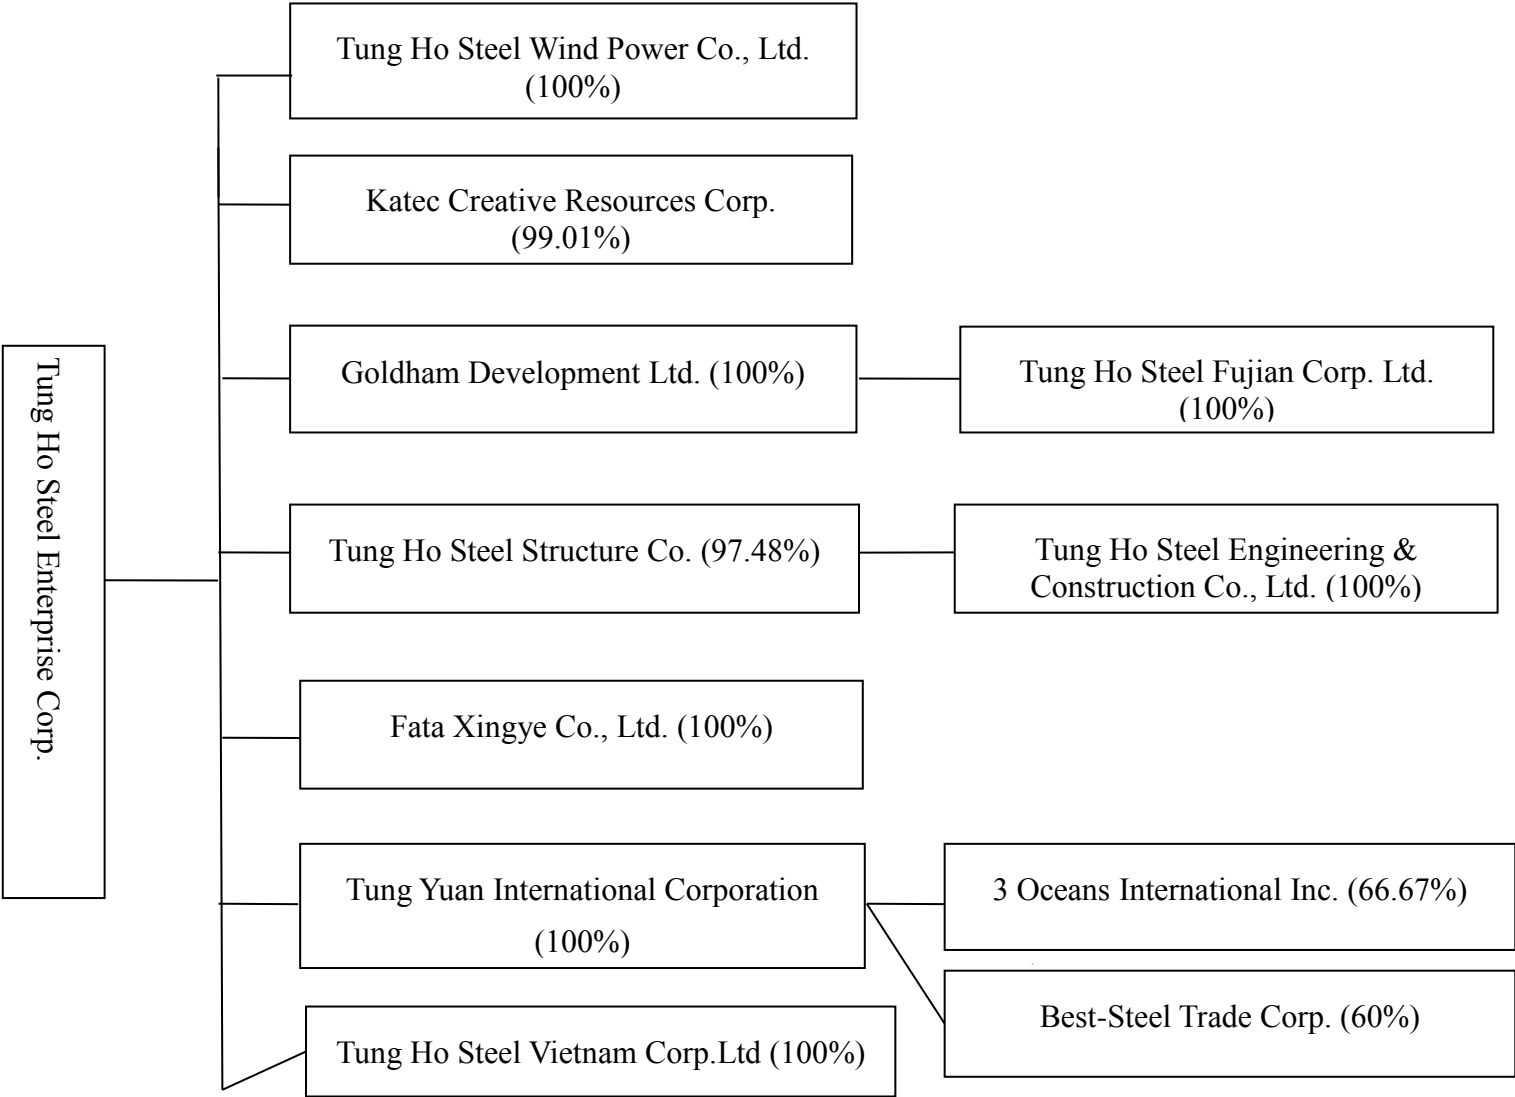 Tung Ho Steel Enterprise Corp.
Tung Ho Steel Wind Power Co., Ltd.
(100%)
Katec Creative Resources Corp.
(99.01%)
Goldham Development Ltd. (100%)
Tung Ho Steel Fujian Corp. Ltd.
(100%)
Tung Ho Steel Structure Co. (97.48%)
Tung Ho Steel Engineering &
Construction Co., Ltd. (100%)
Fata Xingye Co., Ltd. (100%)
Tung Yuan International Corporation
(100%)
3 Oceans International Inc. (66.67%)
Best-Steel Trade Corp. (60%)
Tung Ho Steel Vietnam Corp.Ltd (100%)